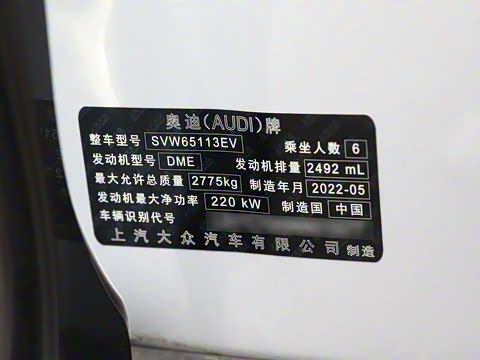 奥迪(AUDI)牌
整车型号 SVW65113EV 乘坐人数 6
发动机型号 DME 发动机排量 2492 mL
最大允许总质量 2775kg 制造年月 2022-05
发动机最大净功率 220 kW 制造国 中国
车辆识别代号
上汽大众汽车有限公司 制造